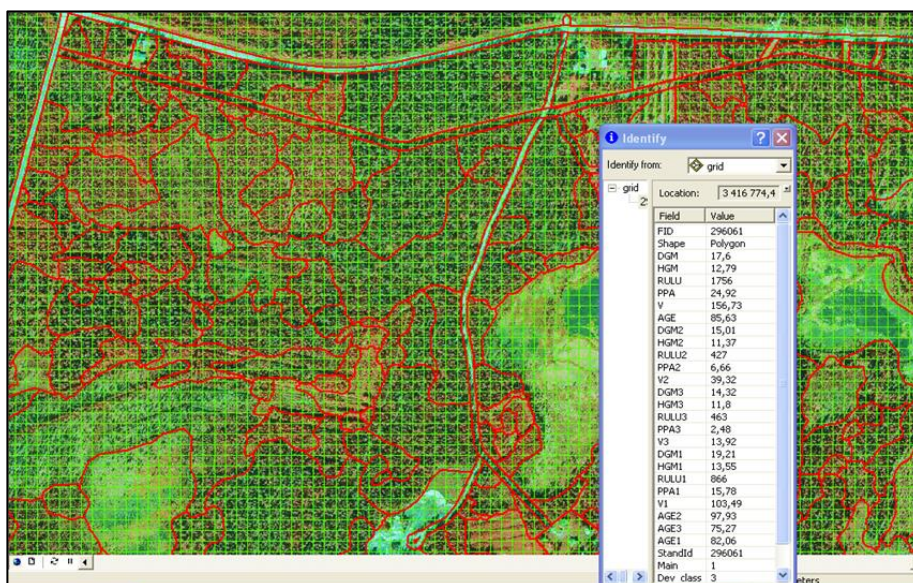 Identify
Identify from: grid
grid
Location: 3 416 774,4
Field Value
FID 296061
Shape Polygon
DGM 17,6
HGM 12,79
RULU 1756
PPA 24,92
V 156,73
AGE 85,63
DGM2 15,01
HGM2 11,37
RULU2 427
PPA2 6,66
V2 39,32
DGM3 14,32
HGM3 11,8
RULU3 463
PPA3 2,48
V3 13,92
DGM1 19,21
HGM1 13,55
RULU1 866
PPA1 15,78
V1 103,49
AGE2 97,93
AGE3 75,27
AGE1 82,06
StandId 296061
Main 1
Dev_class 3